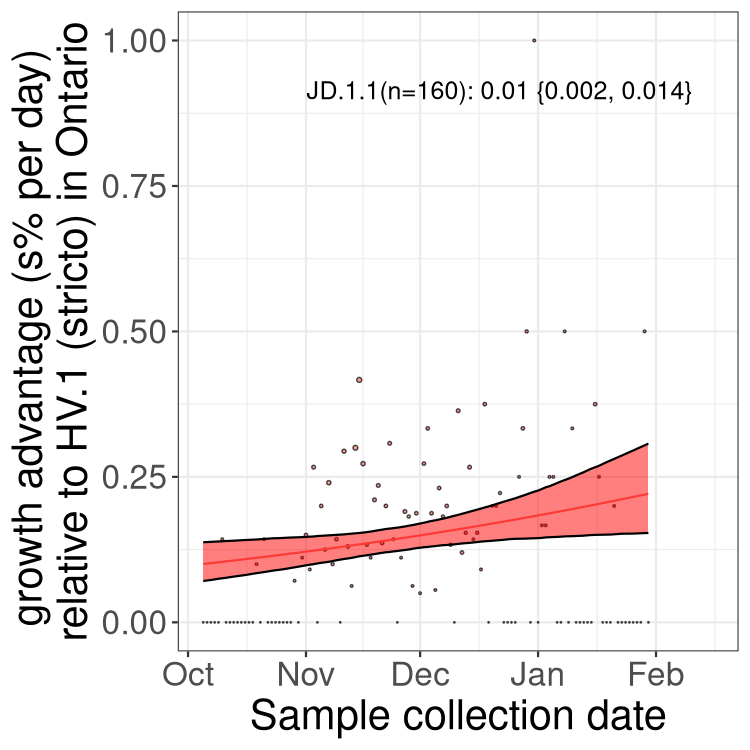 growth advantage (s% per day)
relative to HV.1 (stricto) in Ontario
1.00
0.75
0.50
0.25
0.00
JD.1.1(n=160): 0.01 {0.002, 0.014}
Oct Nov Dec Jan Feb
Sample collection date